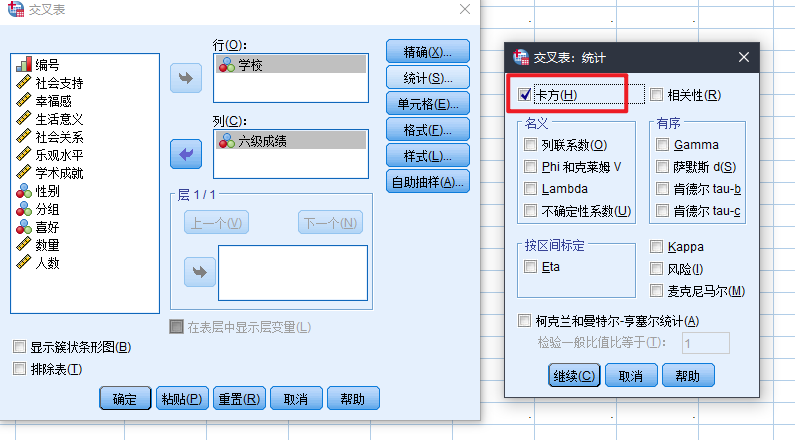 交叉表
编号
社会支持
幸福感
生活意义
社会关系
乐观水平
学术成就
性别
分组
喜好
数量
人数
行(O):
学校
列(C):
六级成绩
层 1 / 1
上一个(V)
下一个(N)
在表层中显示层变量(L)
精确(X)...
统计(S)...
单元格(E)...
格式(F)...
样式(L)...
自助抽样(A)...
显示簇状条形图(B)
排除表(T)
确定
粘贴(P)
重置(R)
取消
帮助
交叉表：统计
卡方(H)
相关性(R)
名义
列联系数(O)
Phi 和克莱姆 V
Lambda
不确定性系数(U)
有序
Gamma
萨默斯 d(S)
肯德尔 tau-b
肯德尔 tau-c
按区间标定
Eta
Kappa
风险(I)
麦克尼马尔(M)
柯克兰和曼特尔-亨塞尔统计(A)
检验一般比值比等于(T):
1
继续(C)
取消
帮助